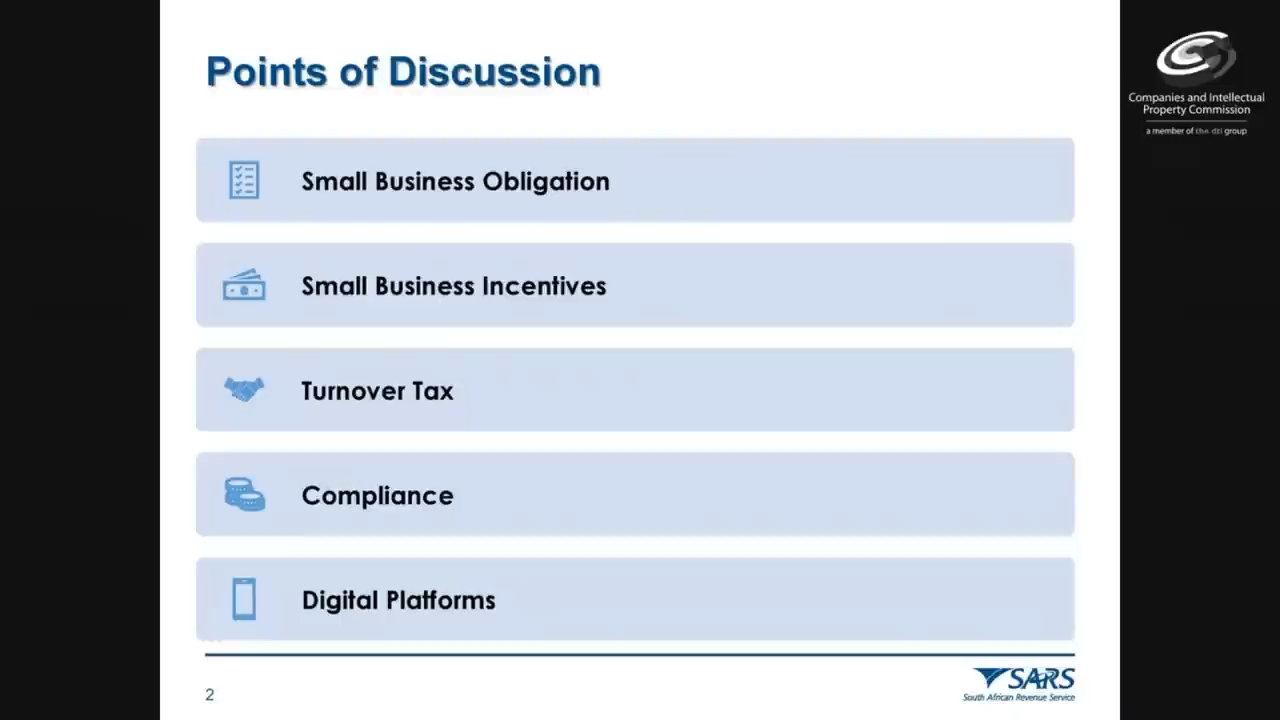 Points of Discussion
Companies and Intellectual
Property Commission
a member of the dti group
Small Business Obligation
Small Business Incentives
Turnover Tax
Compliance
Digital Platforms
2
SARS
South African Revenue Service